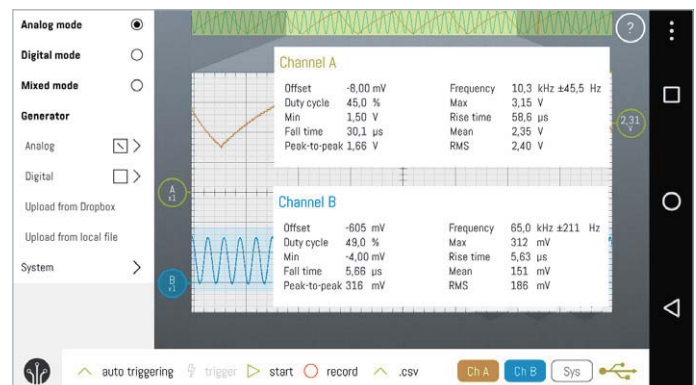 Analog mode
Digital mode
Mixed mode
Generator
Analog
Digital
Upload from Dropbox
Upload from local file
System
?
Channel A
Offset -8,00 mV Frequency 10,3 kHz ±45,5 Hz
Duty cycle 45,0 % Max 3,15 V
Min 1,50 V Rise time 58,6 µs
Fall time 30,1 µs Mean 2,35 V
Peak-to-peak 1,66 V RMS 2,40 V
2,31
V
A
x1
Channel B
Offset -605 mV Frequency 65,0 kHz ±211 Hz
Duty cycle 49,0 % Max 312 mV
Min -4,00 mV Rise time 5,63 µs
Fall time 5,66 µs Mean 151 mV
Peak-to-peak 316 mV RMS 186 mV
B
x1
auto triggering trigger start record .csv Ch A Ch B Sys